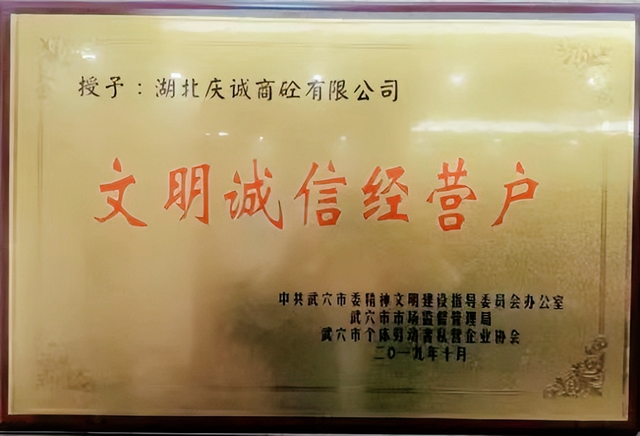 授予：湖北庆诚商砼有限公司
文明诚信经营户
中共武穴市委精神文明建设指导委员会办公室
武穴市市场监督管理局
武穴市个体劳动者私营企业协会
二〇一九年十月